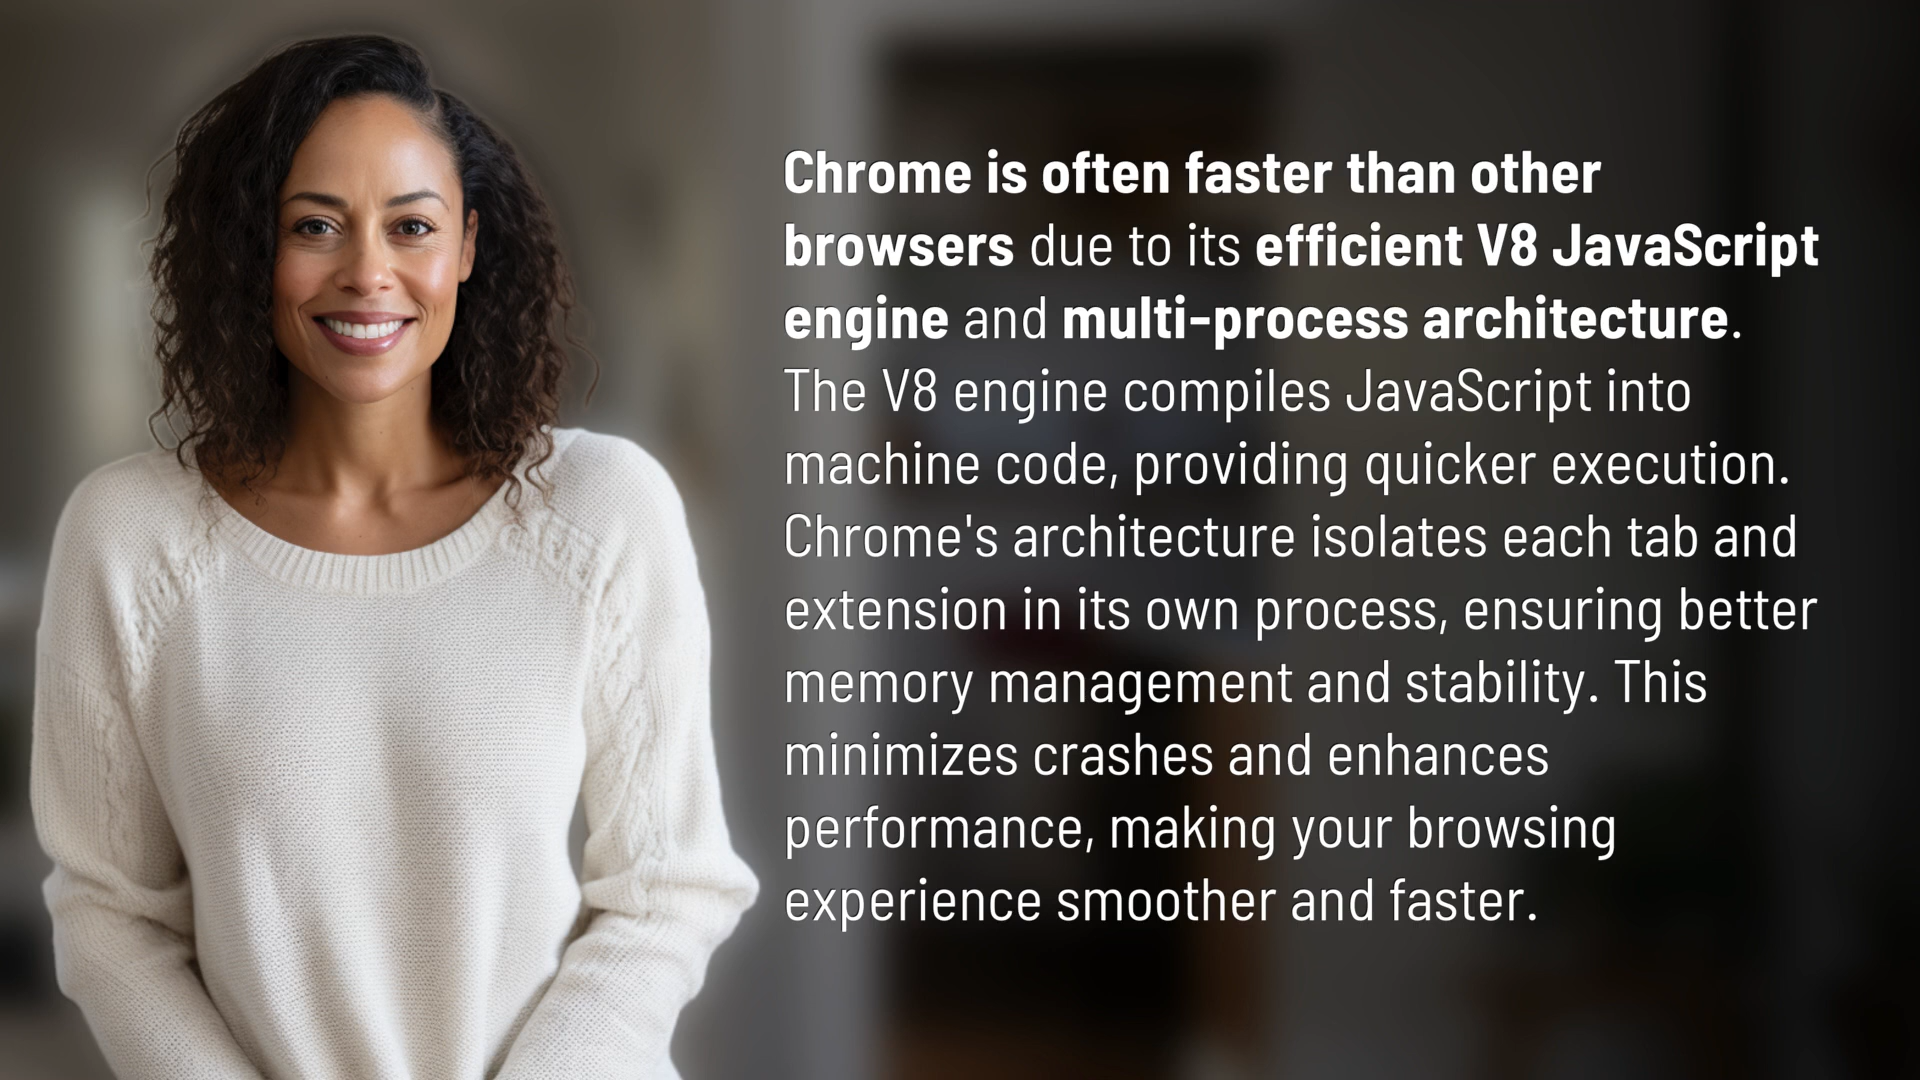 Chrome is often faster than other
browsers due to its efficient V8 JavaScript
engine and multi-process architecture.
The V8 engine compiles JavaScript into
machine code, providing quicker execution.
Chrome's architecture isolates each tab and
extension in its own process, ensuring better
memory management and stability. This
minimizes crashes and enhances
performance, making your browsing
experience smoother and faster.